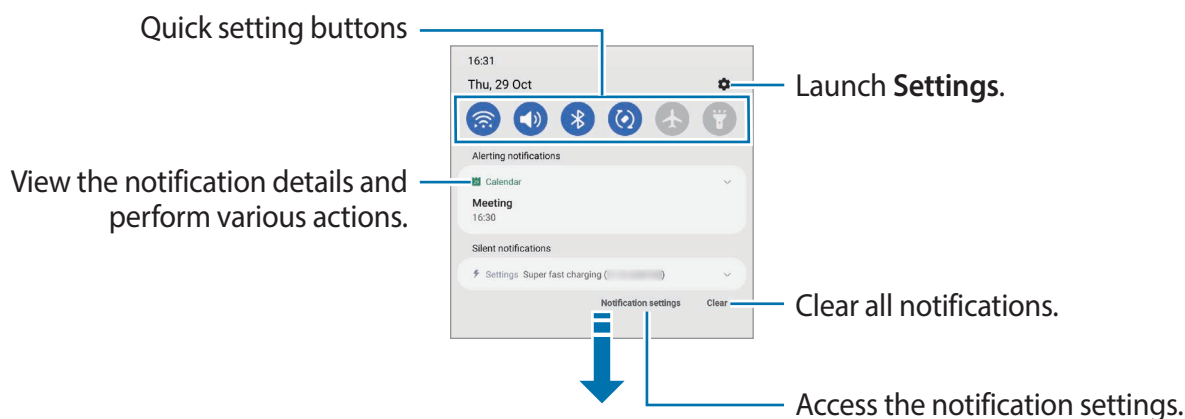 Quick setting buttons
16:31
Thu, 29 Oct
Launch Settings.
Alerting notifications
View the notification details and
perform various actions.
Calendar
Meeting
16:30
Silent notifications
Settings Super fast charging ( )
Notification settings Clear
Clear all notifications.
Access the notification settings.